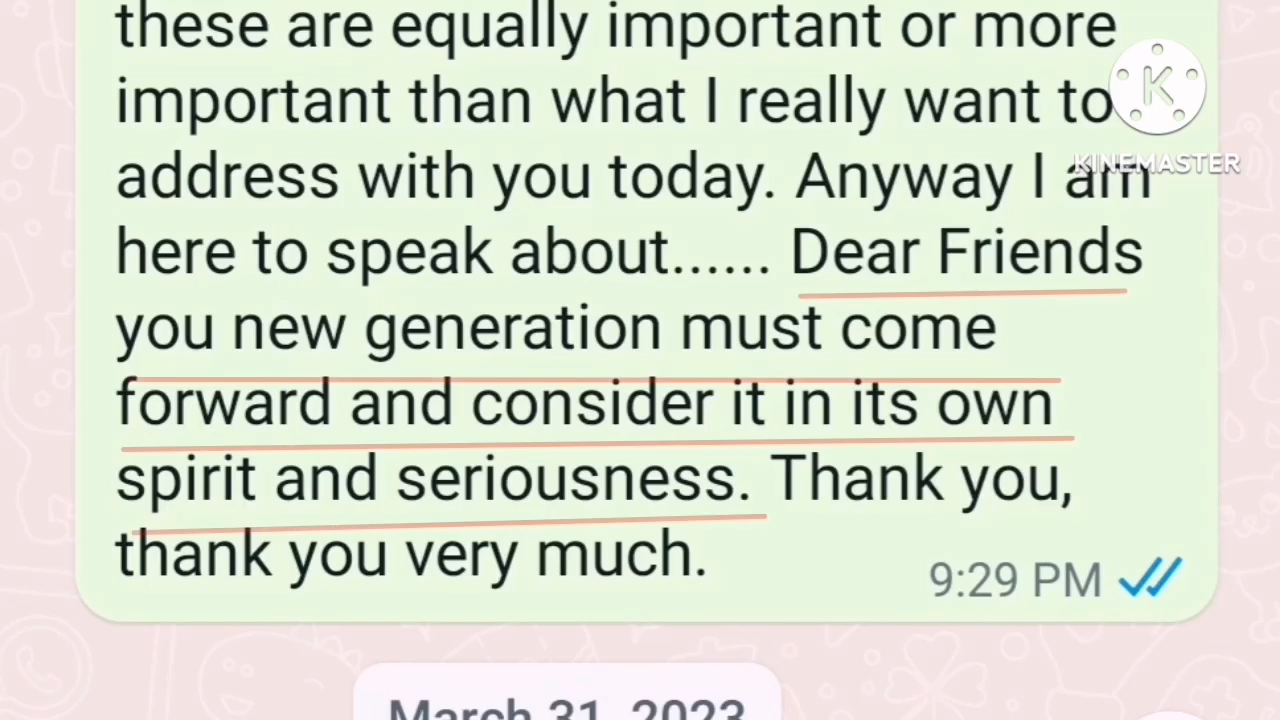 these are equally important or more
important than what I really want to
address with you today. Anyway I am
here to speak about...... Dear Friends
you new generation must come
forward and consider it in its own
spirit and seriousness. Thank you,
thank you very much.
9:29 PM
March 31, 2023
K
KINEMASTER